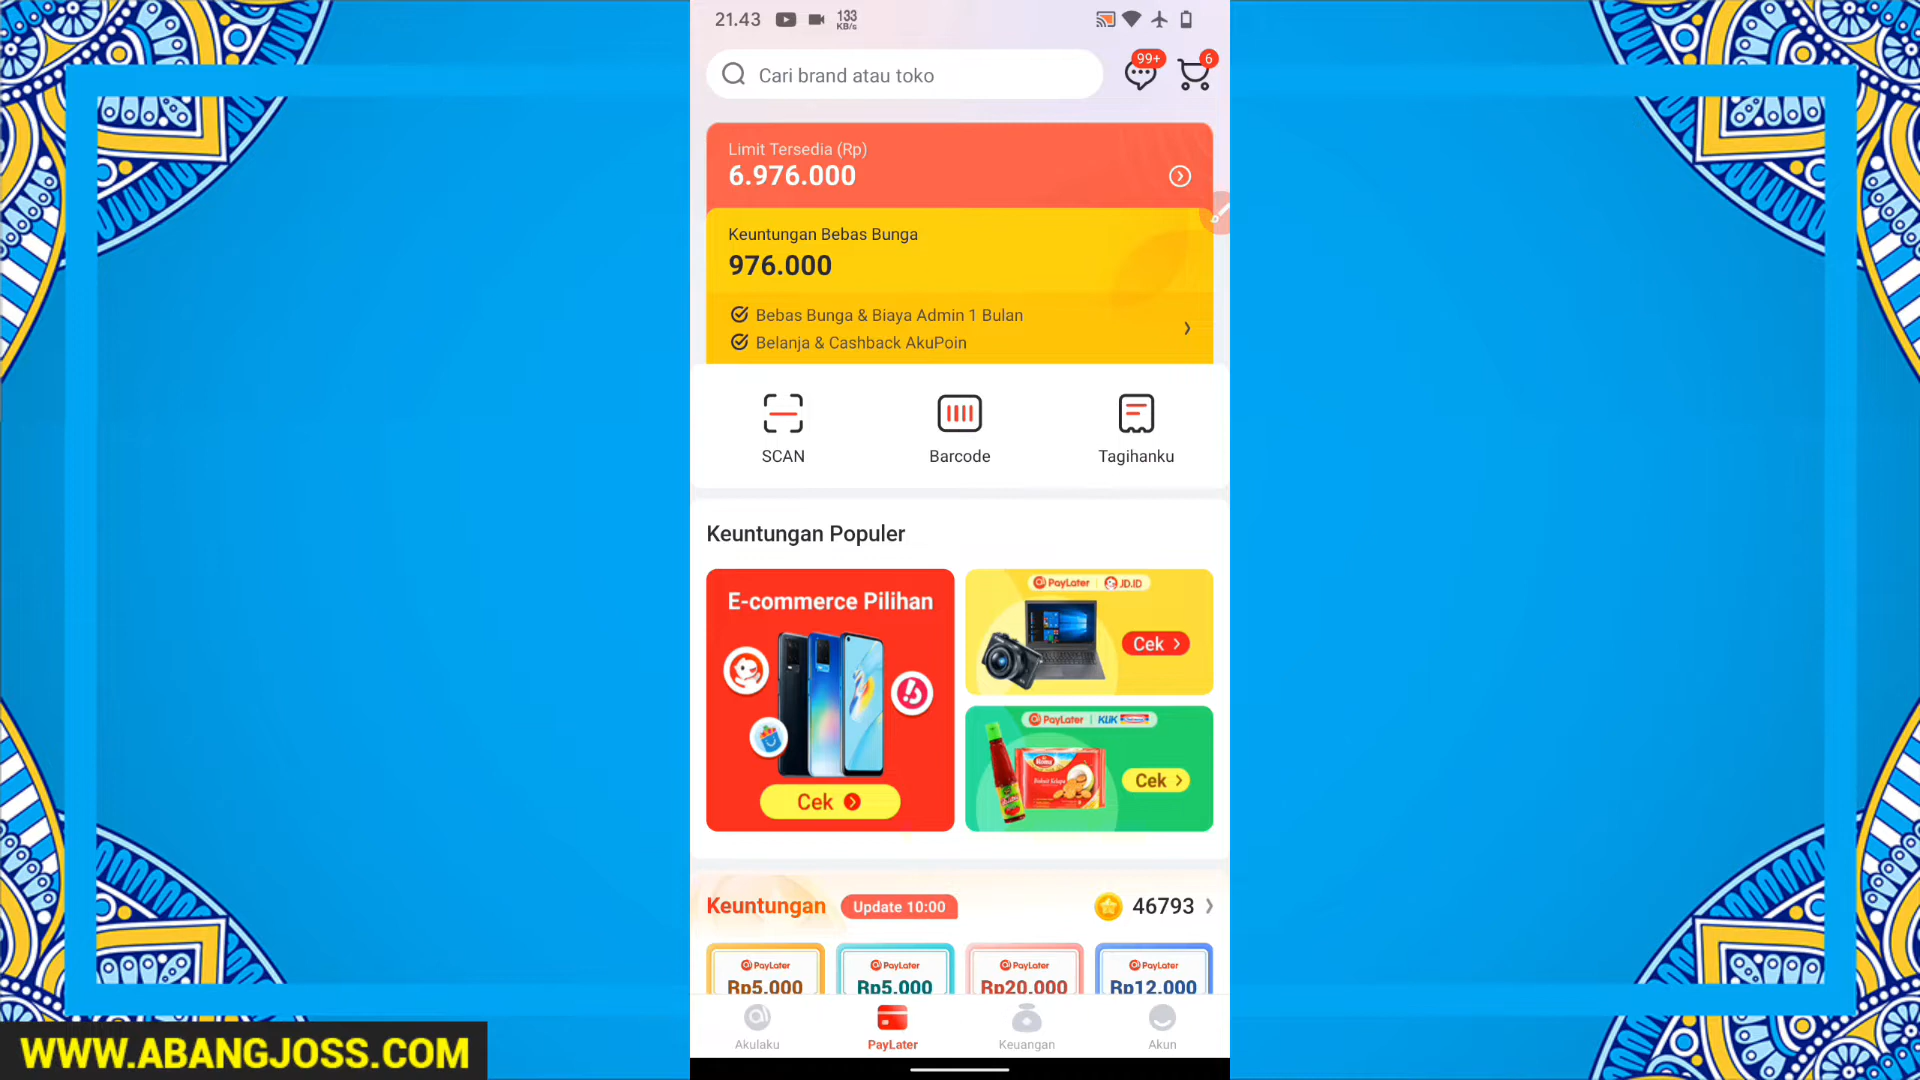 21.43
133
KB/s
Cari brand atau toko
99+
6
Limit Tersedia (Rp)
6.976.000
Keuntungan Bebas Bunga
976.000
Bebas Bunga & Biaya Admin 1 Bulan
Belanja & Cashback AkuPoin
SCAN
Barcode
Tagihanku
Keuntungan Populer
E-commerce Pilihan
Cek
PayLater
JD.ID
Cek
PayLater
KLIK
Roma
Cek
Keuntungan
Update 10:00
46793
PayLater
Rp5.000
PayLater
Rp5.000
PayLater
Rp20.000
PayLater
Rp12.000
Akulaku
PayLater
Keuangan
Akun
WWW.ABANGJOSS.COM